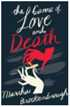 the Game of
Love
and
Death
Martha
Brockenbrough